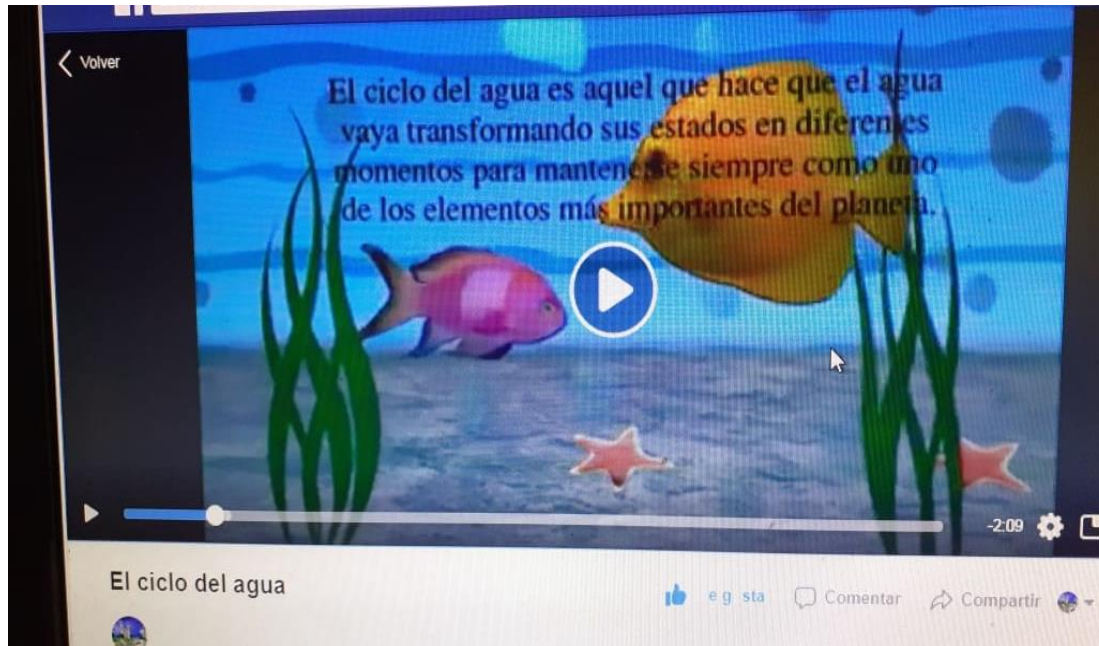 Volver
El ciclo del agua es aquel que hace que el agua
vaya transformando sus estados en diferentes
momentos para mantenerse siempre como uno
de los elementos más importantes del planeta.
-2:09
El ciclo del agua
Comentar
Compartir